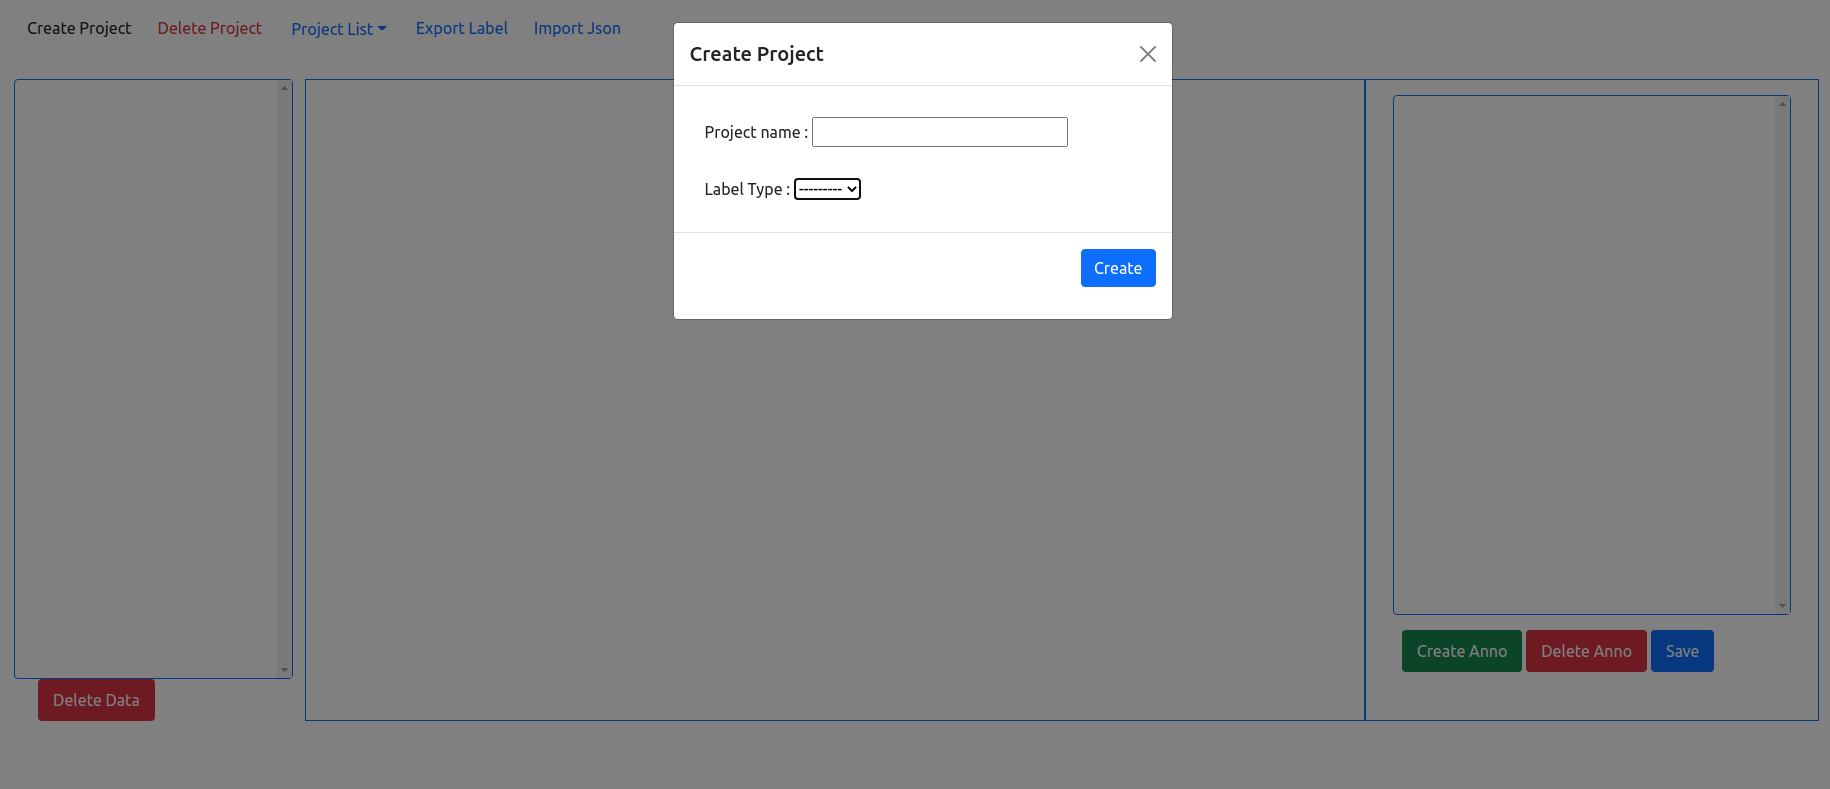 Create Project Delete Project Project List Export Label Import Json
Create Project
Project name :
Label Type : ---------
Create
Create Anno Delete Anno Save
Delete Data